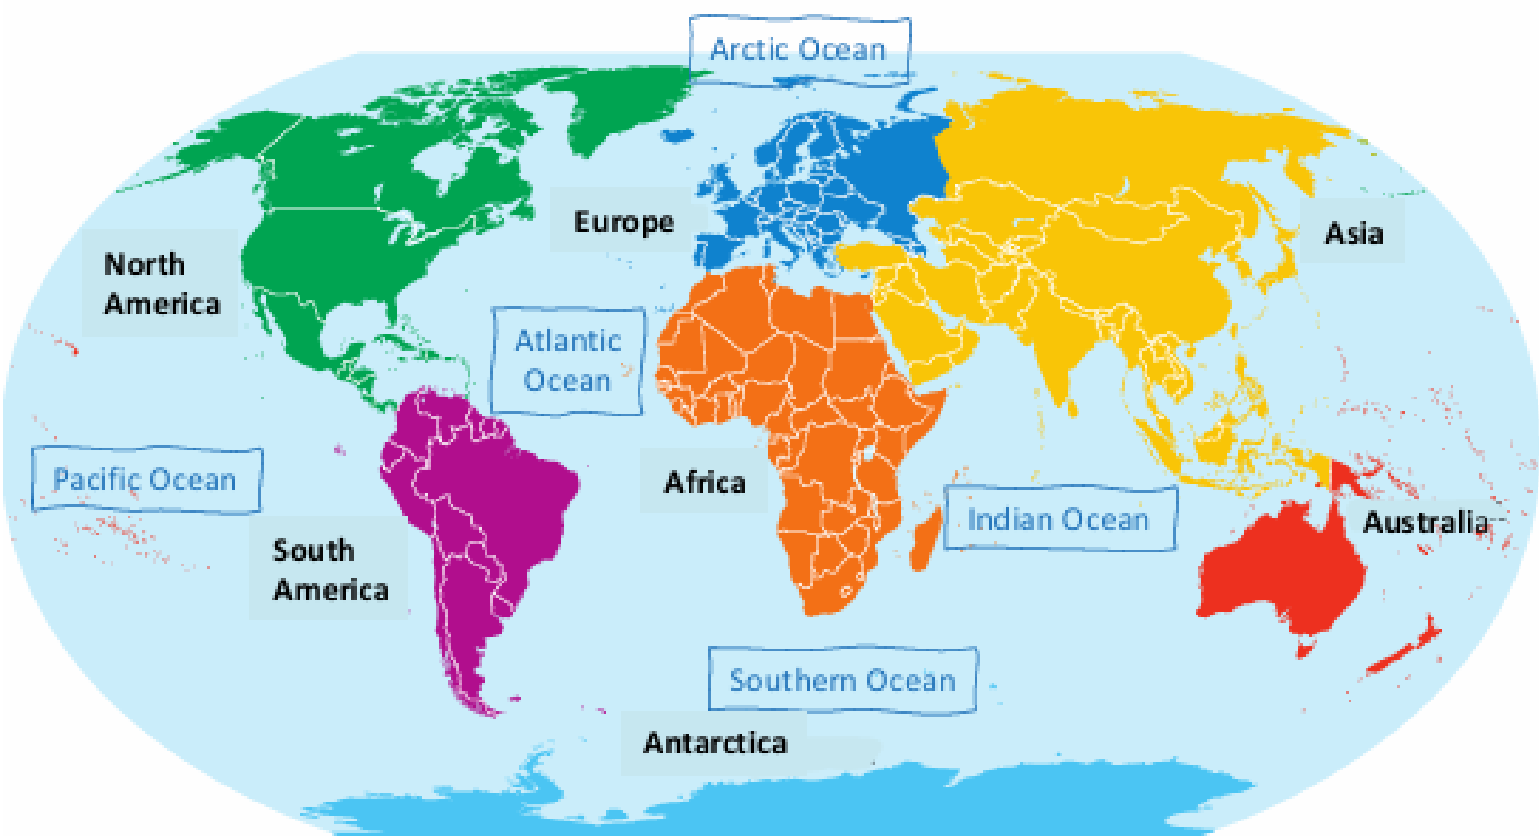 Arctic Ocean
Europe
Asia
North
America
Atlantic
Ocean
Pacific Ocean
Africa
Indian Ocean
Australia
South
America
Southern Ocean
Antarctica